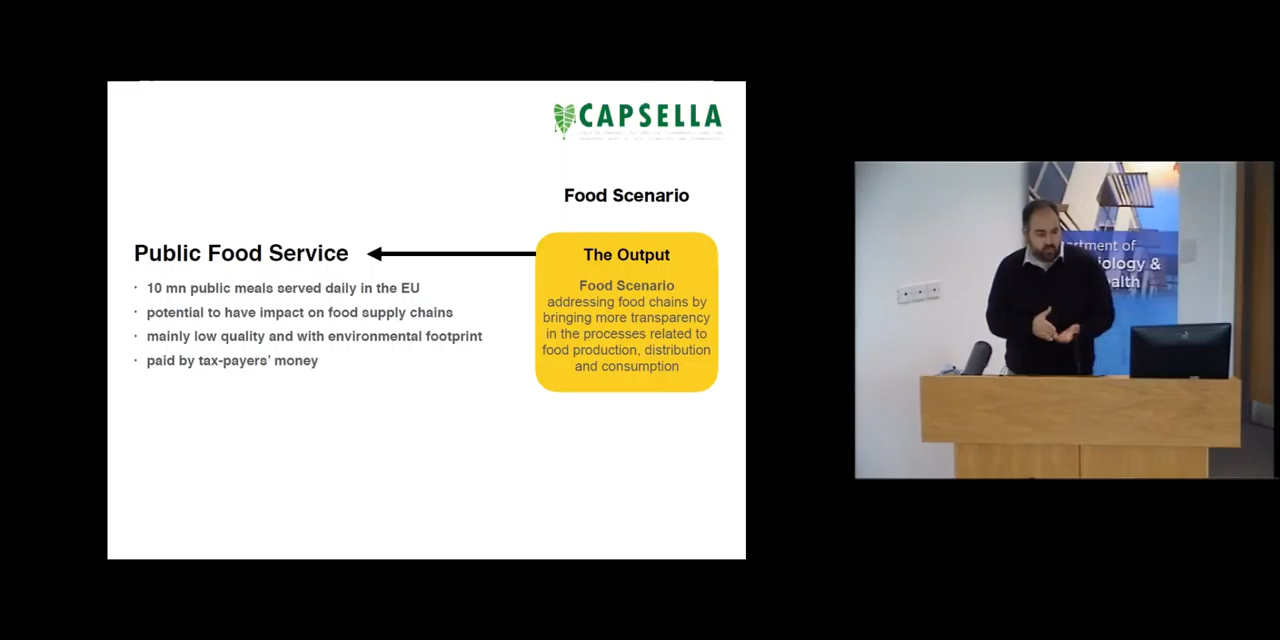 CAPSELLA
Food Scenario
Public Food Service
· 10 mn public meals served daily in the EU
· potential to have impact on food supply chains
· mainly low quality and with environmental footprint
· paid by tax-payers' money
The Output
Food Scenario
addressing food chains by
bringing more transparency
in the processes related to
food production, distribution
and consumption
Department of